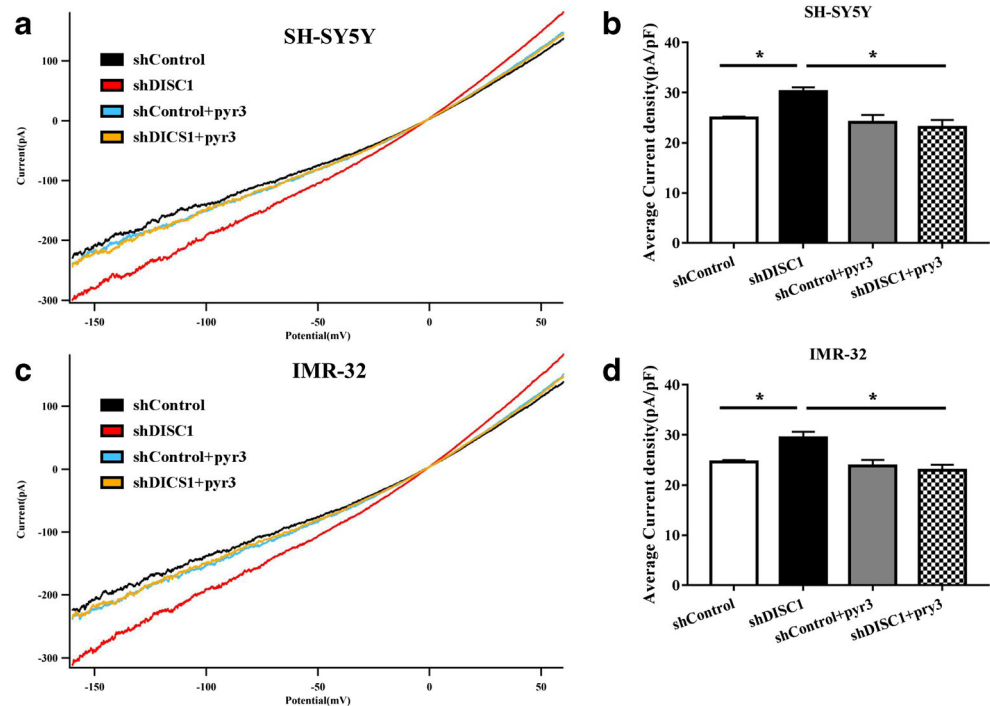 a
SH-SY5Y
shControl
shDISC1
shControl+pyr3
shDICS1+pyr3
Current(pA)
100
0
-100
-200
-300
-150
-100
-50
0
50
Potential(mV)
b
SH-SY5Y
Average Current density(pA/pF)
40
30
20
10
0
*
*
shControl
shDISC1
shControl+pyr3
shDISC1+pry3
c
IMR-32
shControl
shDISC1
shControl+pyr3
shDICS1+pyr3
Current(pA)
100
0
-100
-200
-300
-150
-100
-50
0
50
Potential(mV)
d
IMR-32
Average Current density(pA/pF)
40
30
20
10
0
*
*
shControl
shDISC1
shControl+pyr3
shDISC1+pry3